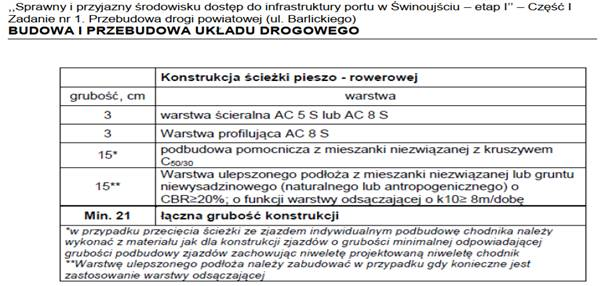 ,,Sprawny i przyjazny środowisku dostęp do infrastruktury portu w Świnoujściu – etap I’’ – Część I
Zadanie nr 1. Przebudowa drogi powiatowej (ul. Barlickiego)
BUDOWA I PRZEBUDOWA UKŁADU DROGOWEGO
Konstrukcja ścieżki pieszo - rowerowej
grubość, cm warstwa
3 warstwa ścieralna AC 5 S lub AC 8 S
3 Warstwa profilująca AC 8 S
15* podbudowa pomocnicza z mieszanki niezwiązanej z kruszywem
C50/30
15** Warstwa ulepszonego podłoża z mieszanki niezwiązanej lub gruntu
niewysadzinowego (naturalnego lub antropogenicznego) o
CBR≥20%; o funkcji warstwy odsączającej o k10≥ 8m/dobę
Min. 21 łączna grubość konstrukcji
*w przypadku przecięcia ścieżki ze zjazdem indywidualnym podbudowę chodnika należy
wykonać z materiału jak dla konstrukcji zjazdów o grubości minimalnej odpowiadającej
grubości podbudowy zjazdów zachowując niweletę projektowaną niweletę chodnik
**Warstwę ulepszonego podłoża należy zabudować w przypadku gdy konieczne jest
zastosowanie warstwy odsączającej